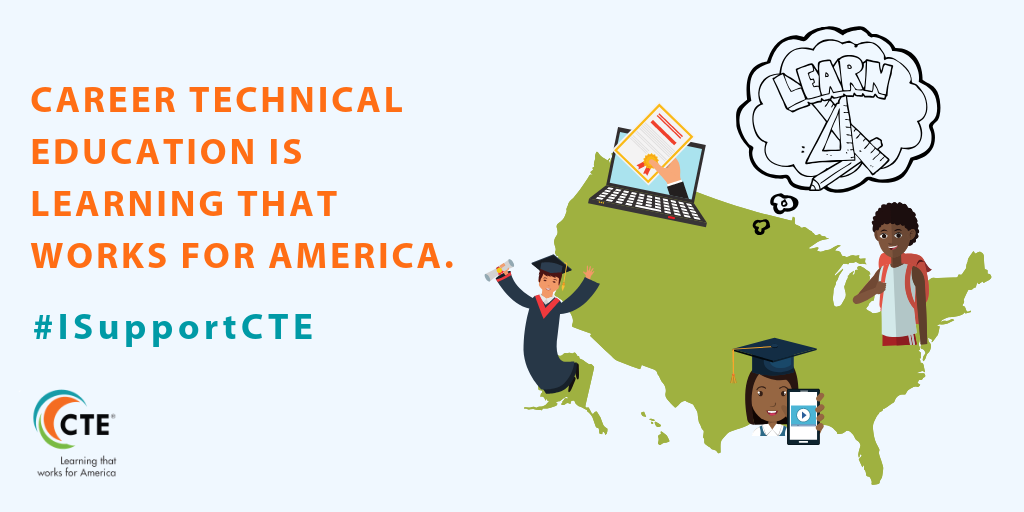 CAREER TECHNICAL
EDUCATION IS
LEARNING THAT
WORKS FOR AMERICA.
#ISupportCTE
CTE®
Learning that
works for America
LEARN